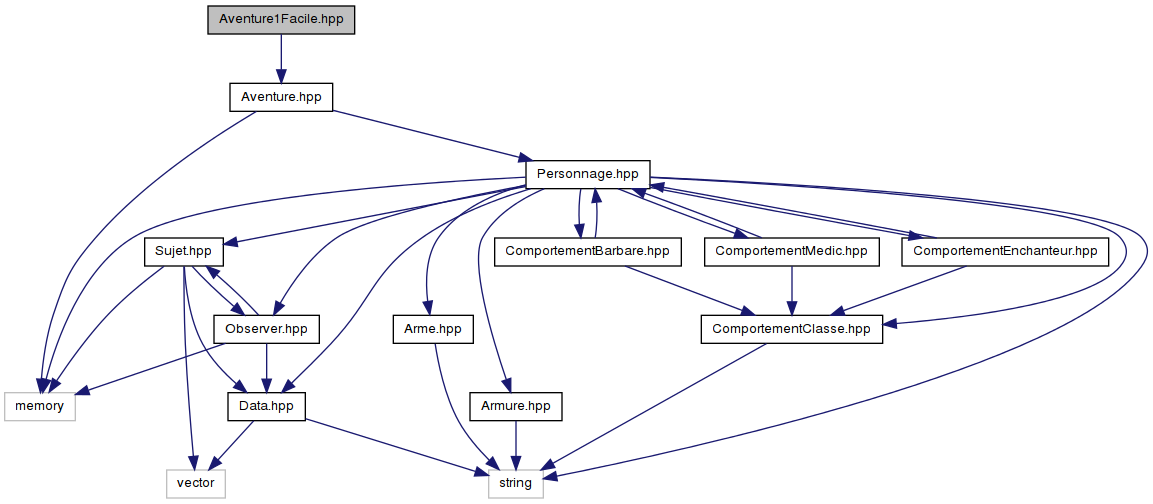 Aventure1Facile.hpp
Aventure.hpp
Personnage.hpp
Sujet.hpp
ComportementBarbare.hpp
ComportementMedic.hpp
ComportementEnchanteur.hpp
Observer.hpp
Arme.hpp
ComportementClasse.hpp
memory
Data.hpp
Armure.hpp
vector
string